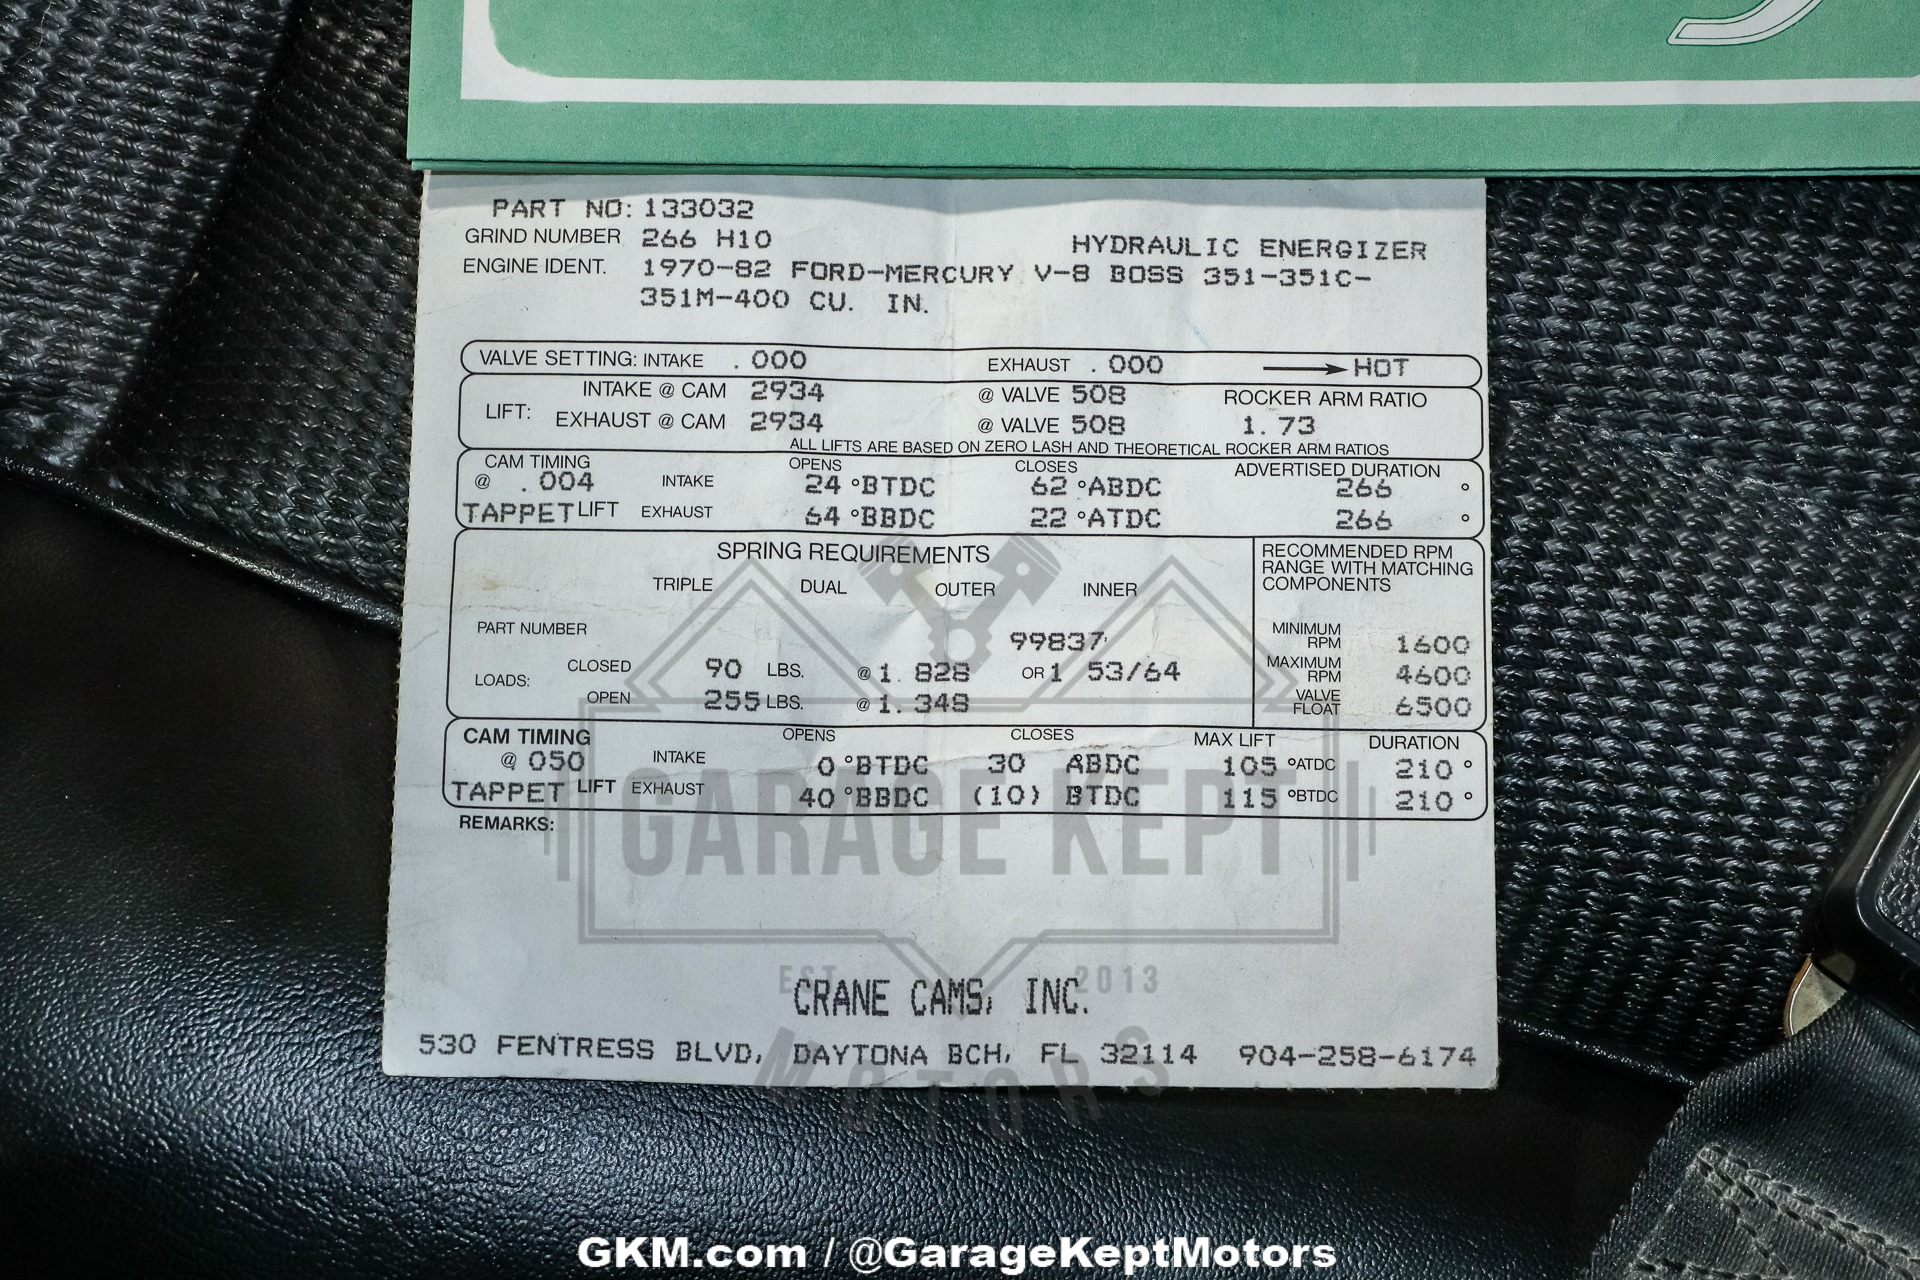 PART NO: 133032
GRIND NUMBER 266 H10 HYDRAULIC ENERGIZER
ENGINE IDENT. 1970-82 FORD-MERCURY V-8 BOSS 351-351C-
351M-400 CU. IN.
VALVE SETTING: INTAKE .000 EXHAUST .000 HOT
INTAKE @ CAM 2934 @ VALVE 508 ROCKER ARM RATIO
LIFT: EXHAUST @ CAM 2934 @ VALVE 508 1.73
ALL LIFTS ARE BASED ON ZERO LASH AND THEORETICAL ROCKER ARM RATIOS
CAM TIMING OPENS CLOSES ADVERTISED DURATION
@ .004 INTAKE 24 °BTDC 62 °ABDC 266 °
TAPPET LIFT EXHAUST 64 °BBDC 22 °ATDC 266 °
SPRING REQUIREMENTS
TRIPLE DUAL OUTER INNER
RECOMMENDED RPM
RANGE WITH MATCHING
COMPONENTS
PART NUMBER 99837
LOADS: CLOSED 90 LBS. @ 1.828 OR 1 53/64
OPEN 255 LBS. @ 1.348
MINIMUM RPM 1600
MAXIMUM RPM 4600
VALVE FLOAT 6500
CAM TIMING OPENS CLOSES MAX LIFT DURATION
@ 050 INTAKE 0 °BTDC 30 ABDC 105 °ATDC 210 °
TAPPET LIFT EXHAUST 40 °BBDC (10) BTDC 115 °BTDC 210 °
REMARKS:
GARAGE KEPT
EST 2013
MOTORS
CRANE CAMS, INC.
530 FENTRESS BLVD, DAYTONA BCH, FL 32114 904-258-6174
GKM.com / @GarageKeptMotors